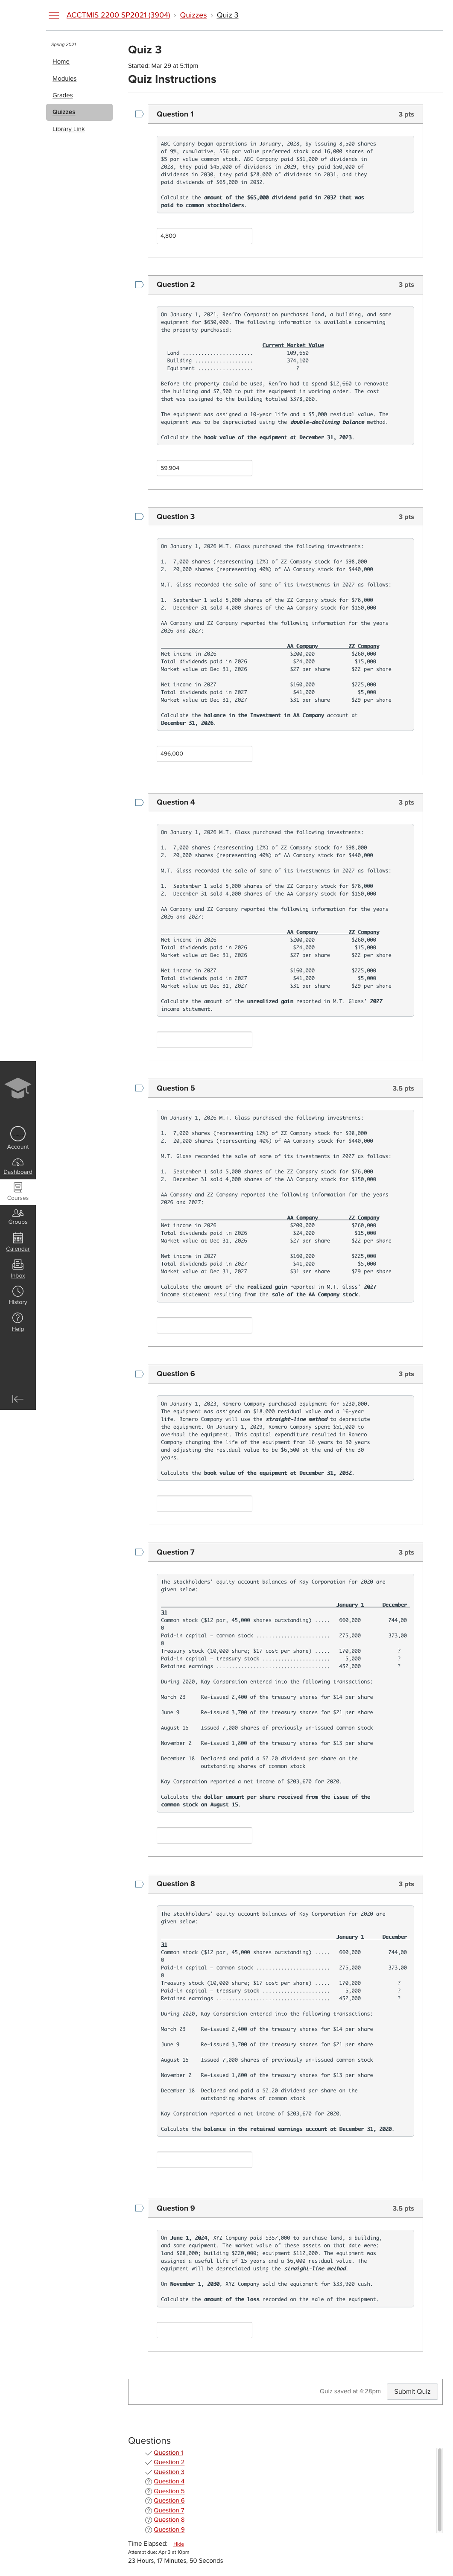 ACCTMIS 2200 SP2021 (3904) › Quizzes › Quiz 3
Spring 2021
Home
Modules
Grades
Quizzes
Library Link
Quiz 3
Started: Mar 29 at 5:11pm
Quiz Instructions
Question 1 3 pts
ABC Company began operations in January, 2028, by issuing 8,500 shares
of 9%, cumulative, $56 par value preferred stock and 16,000 shares of
$5 par value common stock. ABC Company paid $31,000 of dividends in
2028, they paid $45,000 of dividends in 2029, they paid $50,000 of
dividends in 2030, they paid $28,000 of dividends in 2031, and they
paid dividends of $65,000 in 2032.
Calculate the amount of the $65,000 dividend paid in 2032 that was
paid to common stockholders.
4,800
Question 2 3 pts
On January 1, 2021, Renfro Corporation purchased land, a building, and some
equipment for $630,000. The following information is available concerning
the property purchased:
Current Market Value
Land ....................... 109,650
Building ................... 374,100
Equipment .................. ?
Before the property could be used, Renfro had to spend $12,660 to renovate
the building and $7,500 to put the equipment in working order. The cost
that was assigned to the building totaled $378,060.
The equipment was assigned a 10-year life and a $5,000 residual value. The
equipment was to be depreciated using the double-declining balance method.
Calculate the book value of the equipment at December 31, 2023.
59,904
Question 3 3 pts
On January 1, 2026 M.T. Glass purchased the following investments:
1. 7,000 shares (representing 12%) of ZZ Company stock for $98,000
2. 20,000 shares (representing 40%) of AA Company stock for $440,000
M.T. Glass recorded the sale of some of its investments in 2027 as follows:
1. September 1 sold 5,000 shares of the ZZ Company stock for $76,000
2. December 31 sold 4,000 shares of the AA Company stock for $150,000
AA Company and ZZ Company reported the following information for the years
2026 and 2027:
AA Company ZZ Company
Net income in 2026 $200,000 $260,000
Total dividends paid in 2026 $24,000 $15,000
Market value at Dec 31, 2026 $27 per share $22 per share
Net income in 2027 $160,000 $225,000
Total dividends paid in 2027 $41,000 $5,000
Market value at Dec 31, 2027 $31 per share $29 per share
Calculate the balance in the Investment in AA Company account at
December 31, 2026.
496,000
Question 4 3 pts
On January 1, 2026 M.T. Glass purchased the following investments:
1. 7,000 shares (representing 12%) of ZZ Company stock for $98,000
2. 20,000 shares (representing 40%) of AA Company stock for $440,000
M.T. Glass recorded the sale of some of its investments in 2027 as follows:
1. September 1 sold 5,000 shares of the ZZ Company stock for $76,000
2. December 31 sold 4,000 shares of the AA Company stock for $150,000
AA Company and ZZ Company reported the following information for the years
2026 and 2027:
AA Company ZZ Company
Net income in 2026 $200,000 $260,000
Total dividends paid in 2026 $24,000 $15,000
Market value at Dec 31, 2026 $27 per share $22 per share
Net income in 2027 $160,000 $225,000
Total dividends paid in 2027 $41,000 $5,000
Market value at Dec 31, 2027 $31 per share $29 per share
Calculate the amount of the unrealized gain reported in M.T. Glass' 2027
income statement.
Question 5 3.5 pts
On January 1, 2026 M.T. Glass purchased the following investments:
1. 7,000 shares (representing 12%) of ZZ Company stock for $98,000
2. 20,000 shares (representing 40%) of AA Company stock for $440,000
M.T. Glass recorded the sale of some of its investments in 2027 as follows:
1. September 1 sold 5,000 shares of the ZZ Company stock for $76,000
2. December 31 sold 4,000 shares of the AA Company stock for $150,000
AA Company and ZZ Company reported the following information for the years
2026 and 2027:
AA Company ZZ Company
Net income in 2026 $200,000 $260,000
Total dividends paid in 2026 $24,000 $15,000
Market value at Dec 31, 2026 $27 per share $22 per share
Net income in 2027 $160,000 $225,000
Total dividends paid in 2027 $41,000 $5,000
Market value at Dec 31, 2027 $31 per share $29 per share
Calculate the amount of the realized gain reported in M.T. Glass' 2027
income statement resulting from the sale of the AA Company stock.
Account
Dashboard
Courses
Groups
Calendar
Inbox
History
Help
Question 6 3 pts
On January 1, 2023, Romero Company purchased equipment for $230,000.
The equipment was assigned an $18,000 residual value and a 16-year
life. Romero Company will use the straight-line method to depreciate
the equipment. On January 1, 2029, Romero Company spent $51,000 to
overhaul the equipment. This capital expenditure resulted in Romero
Company changing the life of the equipment from 16 years to 30 years
and adjusting the residual value to be $6,500 at the end of the 30
years.
Calculate the book value of the equipment at December 31, 2032.
Question 7 3 pts
The stockholders' equity account balances of Kay Corporation for 2020 are
given below:
January 1 December
31
Common stock ($12 par, 45,000 shares outstanding) ..... 660,000 744,00
0
Paid-in capital – common stock ........................ 275,000 373,00
0
Treasury stock (10,000 share; $17 cost per share) ..... 170,000 ?
Paid-in capital – treasury stock ...................... 5,000 ?
Retained earnings ..................................... 452,000 ?
During 2020, Kay Corporation entered into the following transactions:
March 23 Re-issued 2,400 of the treasury shares for $14 per share
June 9 Re-issued 3,700 of the treasury shares for $21 per share
August 15 Issued 7,000 shares of previously un-issued common stock
November 2 Re-issued 1,800 of the treasury shares for $13 per share
December 18 Declared and paid a $2.20 dividend per share on the
outstanding shares of common stock
Kay Corporation reported a net income of $203,670 for 2020.
Calculate the dollar amount per share received from the issue of the
common stock on August 15.
Question 8 3 pts
The stockholders' equity account balances of Kay Corporation for 2020 are
given below:
January 1 December
31
Common stock ($12 par, 45,000 shares outstanding) ..... 660,000 744,00
0
Paid-in capital – common stock ........................ 275,000 373,00
0
Treasury stock (10,000 share; $17 cost per share) ..... 170,000 ?
Paid-in capital – treasury stock ...................... 5,000 ?
Retained earnings ..................................... 452,000 ?
During 2020, Kay Corporation entered into the following transactions:
March 23 Re-issued 2,400 of the treasury shares for $14 per share
June 9 Re-issued 3,700 of the treasury shares for $21 per share
August 15 Issued 7,000 shares of previously un-issued common stock
November 2 Re-issued 1,800 of the treasury shares for $13 per share
December 18 Declared and paid a $2.20 dividend per share on the
outstanding shares of common stock
Kay Corporation reported a net income of $203,670 for 2020.
Calculate the balance in the retained earnings account at December 31, 2020.
Question 9 3.5 pts
On June 1, 2024, XYZ Company paid $357,000 to purchase land, a building,
and some equipment. The market value of these assets on that date were:
land $68,000; building $228,000; equipment $112,000. The equipment was
assigned a useful life of 15 years and a $6,000 residual value. The
equipment will be depreciated using the straight-line method.
On November 1, 2030, XYZ Company sold the equipment for $33,900 cash.
Calculate the amount of the loss recorded on the sale of the equipment.
Quiz saved at 4:28pm Submit Quiz
Questions
Question 1
Question 2
Question 3
Question 4
Question 5
Question 6
Question 7
Question 8
Question 9
Time Elapsed: Hide
Attempt due: Apr 3 at 10pm
23 Hours, 17 Minutes, 50 Seconds